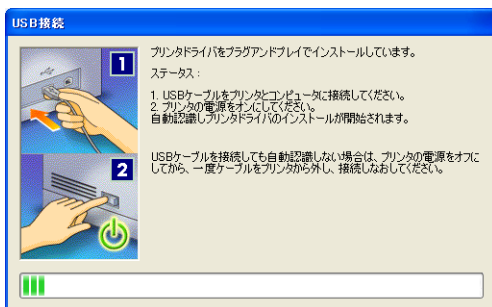 USB接続
1
プリンタドライバをプラグアンドプレイでインストールしています。
ステータス：
1. USBケーブルをプリンタとコンピュータに接続してください。
2. プリンタの電源をオンにしてください。
自動認識しプリンタドライバのインストールが開始されます。
2
USBケーブルを接続しても自動認識しない場合は、プリンタの電源をオフに
してから、一度ケーブルをプリンタから外し、接続しなおしてください。